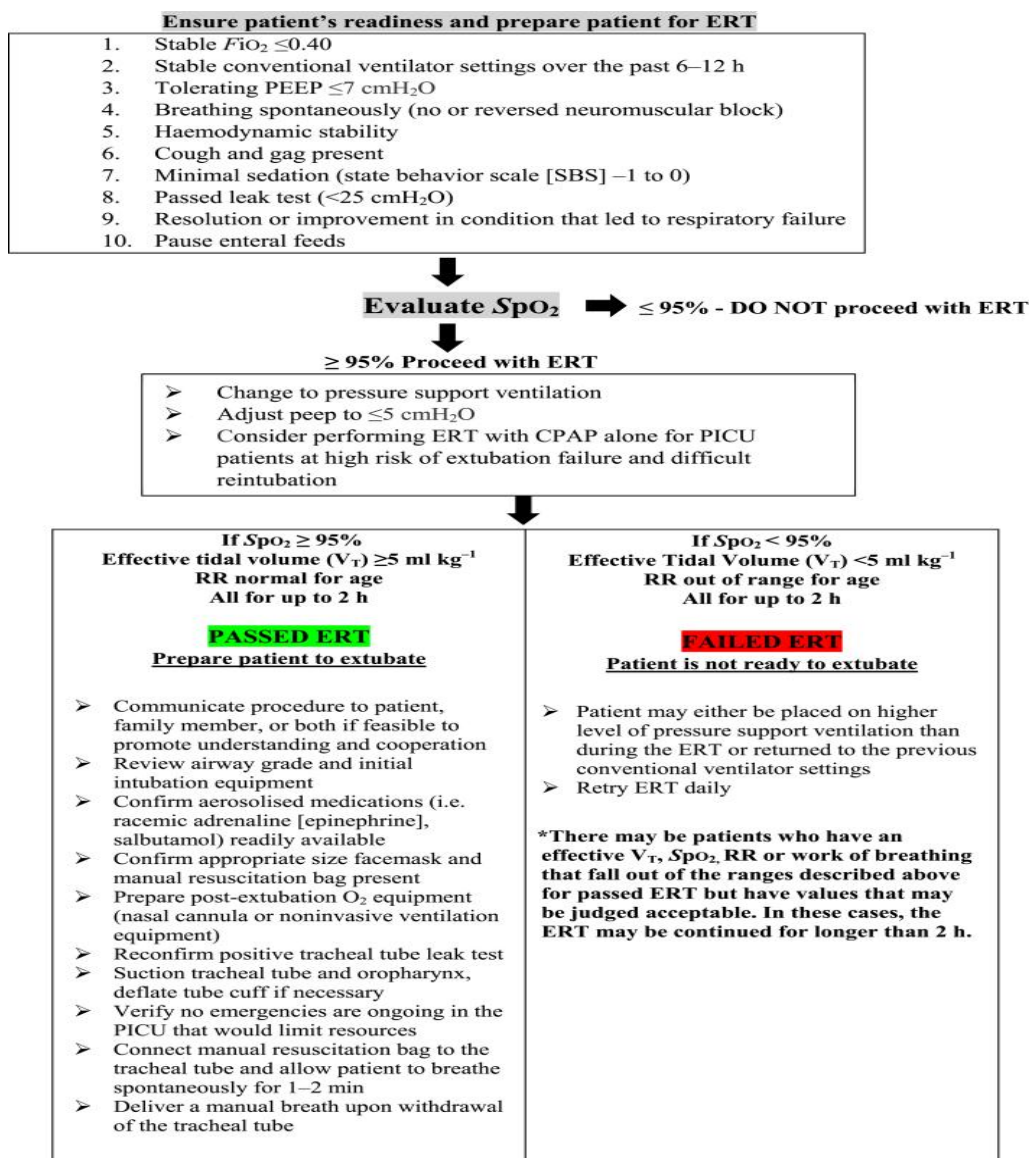 Ensure patient's readiness and prepare patient for ERT
1. Stable FiO₂ ≤0.40
2. Stable conventional ventilator settings over the past 6–12 h
3. Tolerating PEEP ≤7 cmH₂O
4. Breathing spontaneously (no or reversed neuromuscular block)
5. Haemodynamic stability
6. Cough and gag present
7. Minimal sedation (state behavior scale [SBS] –1 to 0)
8. Passed leak test (<25 cmH₂O)
9. Resolution or improvement in condition that led to respiratory failure
10. Pause enteral feeds
Evaluate SpO₂
≤ 95% - DO NOT proceed with ERT
≥ 95% Proceed with ERT
➢ Change to pressure support ventilation
➢ Adjust peep to ≤5 cmH₂O
➢ Consider performing ERT with CPAP alone for PICU
patients at high risk of extubation failure and difficult
reintubation
If SpO₂ ≥ 95%
Effective tidal volume (V_T) ≥5 ml kg⁻¹
RR normal for age
All for up to 2 h
PASSED ERT
Prepare patient to extubate
➢ Communicate procedure to patient,
family member, or both if feasible to
promote understanding and cooperation
➢ Review airway grade and initial
intubation equipment
➢ Confirm aerosolised medications (i.e.
racemic adrenaline [epinephrine],
salbutamol) readily available
➢ Confirm appropriate size facemask and
manual resuscitation bag present
➢ Prepare post-extubation O₂ equipment
(nasal cannula or noninvasive ventilation
equipment)
➢ Reconfirm positive tracheal tube leak test
➢ Suction tracheal tube and oropharynx,
deflate tube cuff if necessary
➢ Verify no emergencies are ongoing in the
PICU that would limit resources
➢ Connect manual resuscitation bag to the
tracheal tube and allow patient to breathe
spontaneously for 1–2 min
➢ Deliver a manual breath upon withdrawal
of the tracheal tube
If SpO₂ < 95%
Effective Tidal Volume (V_T) <5 ml kg⁻¹
RR out of range for age
All for up to 2 h
FAILED ERT
Patient is not ready to extubate
➢ Patient may either be placed on higher
level of pressure support ventilation than
during the ERT or returned to the previous
conventional ventilator settings
➢ Retry ERT daily
*There may be patients who have an
effective V_T, SpO₂, RR or work of breathing
that fall out of the ranges described above
for passed ERT but have values that may
be judged acceptable. In these cases, the
ERT may be continued for longer than 2 h.